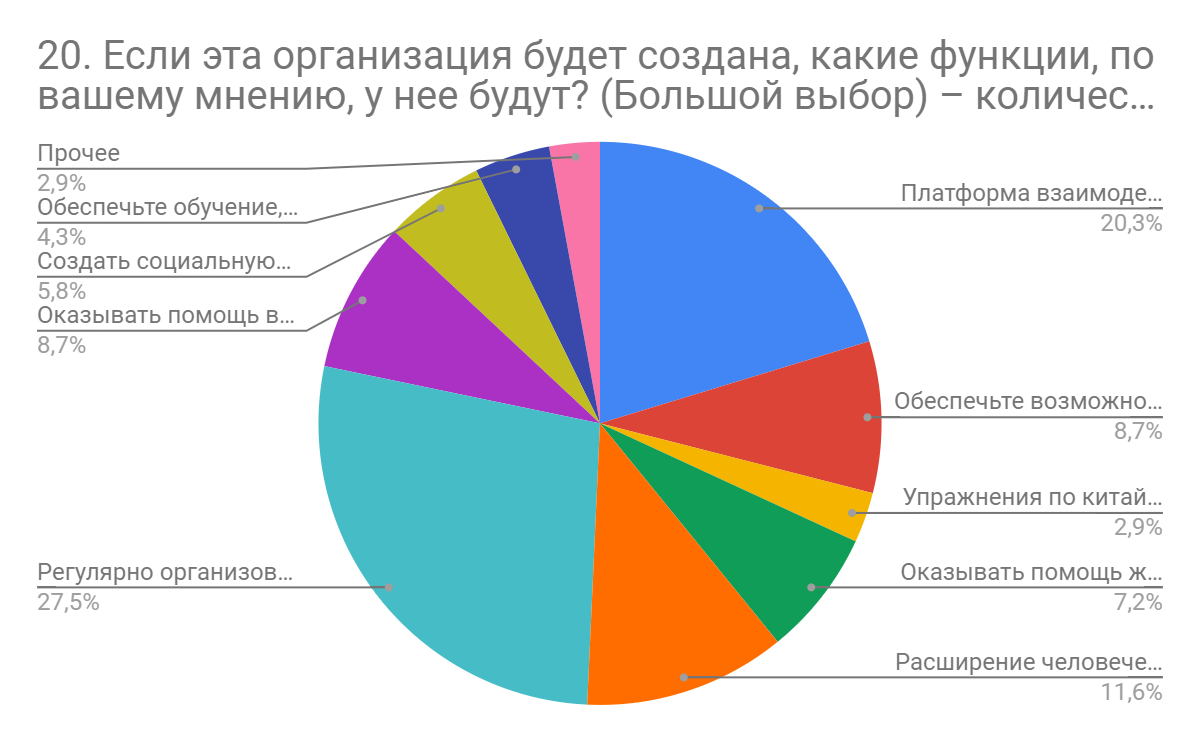 20. Если эта организация будет создана, какие функции, по
вашему мнению, у нее будут? (Большой выбор) – количес...
Прочее
2,9%
Обеспечьте обучение,...
4,3%
Создать социальную...
5,8%
Оказывать помощь в...
8,7%
Регулярно организов...
27,5%
Платформа взаимоде...
20,3%
Обеспечьте возможно...
8,7%
Упражнения по китай...
2,9%
Оказывать помощь ж...
7,2%
Расширение человече...
11,6%